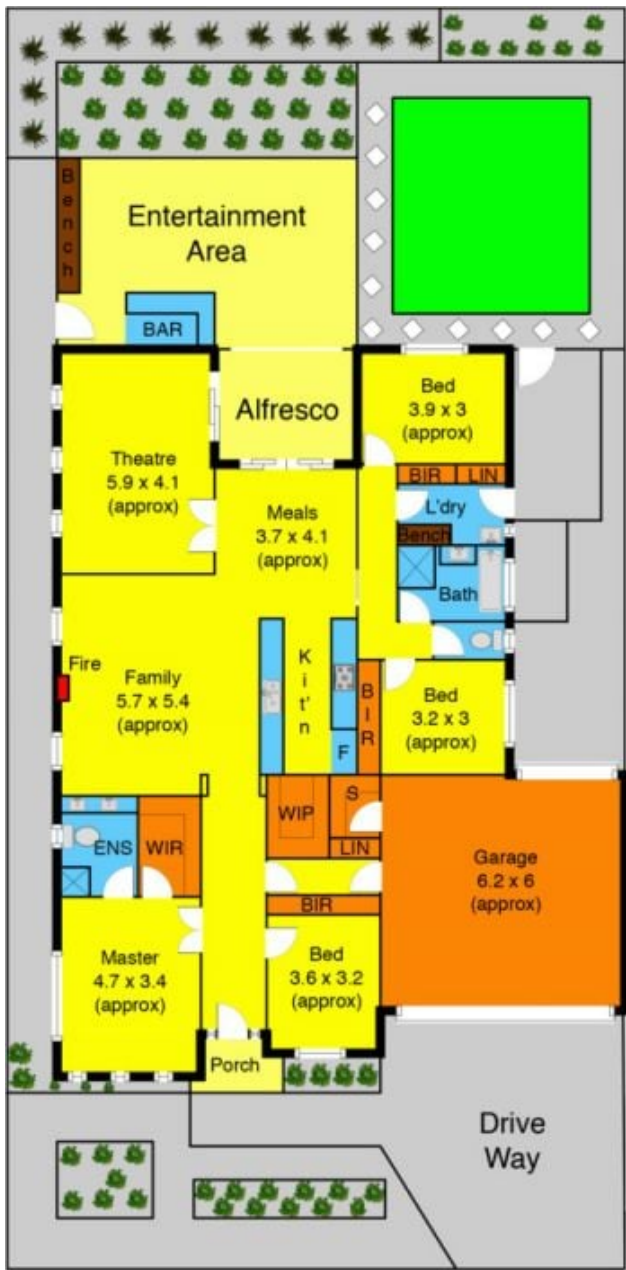 Bench
Entertainment
Area
BAR
Alfresco
Bed
3.9 x 3
(approx)
Theatre
5.9 x 4.1
(approx)
BIR
LIN
Meals
3.7 x 4.1
(approx)
L'dry
Bench
Bath
Fire
Family
5.7 x 5.4
(approx)
Kit'n
F
BIR
Bed
3.2 x 3
(approx)
WIP
S
LIN
ENS
WIR
Garage
6.2 x 6
(approx)
BIR
Master
4.7 x 3.4
(approx)
Bed
3.6 x 3.2
(approx)
Porch
Drive
Way